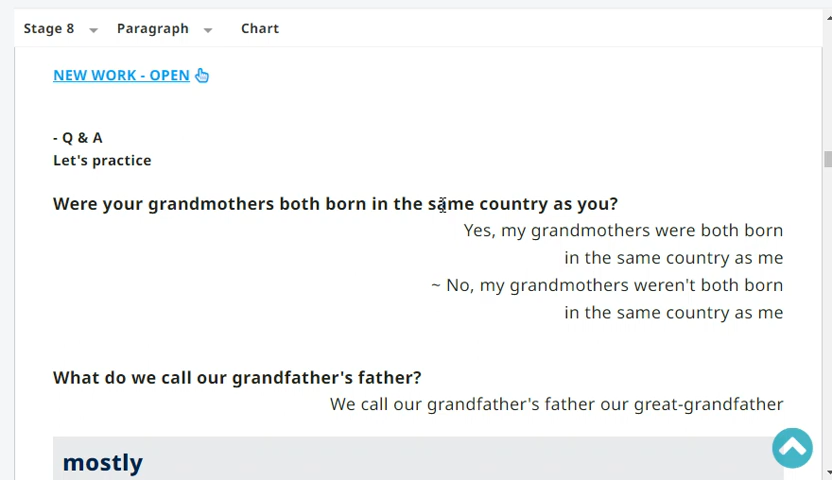 Stage 8 Paragraph Chart
NEW WORK - OPEN
- Q & A
Let's practice
Were your grandmothers both born in the same country as you?
Yes, my grandmothers were both born
in the same country as me
~ No, my grandmothers weren't both born
in the same country as me
What do we call our grandfather's father?
We call our grandfather's father our great-grandfather
mostly